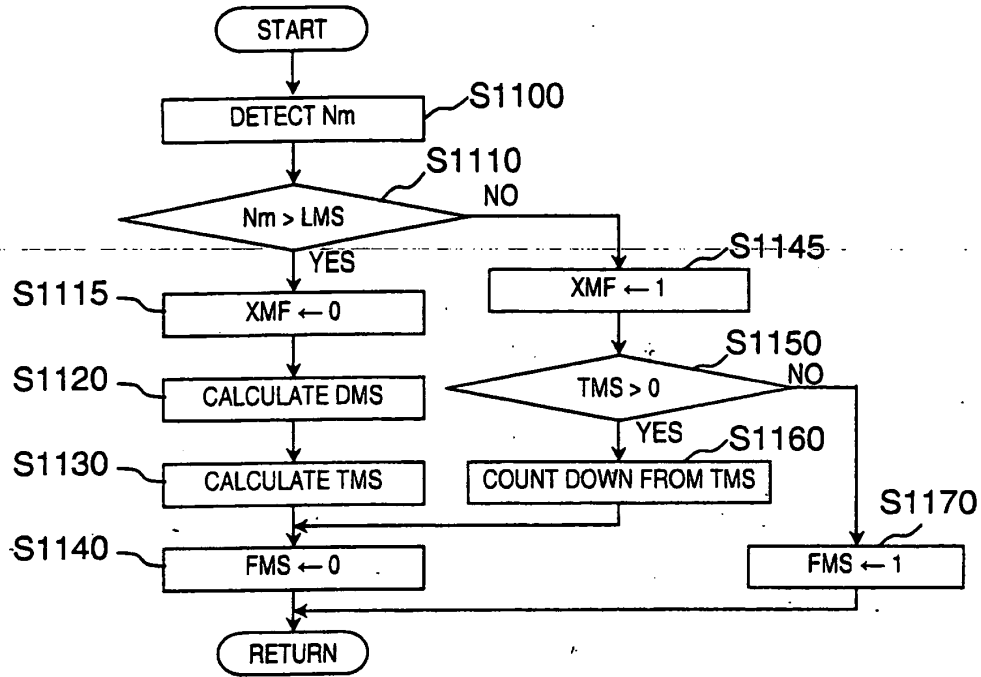 START
DETECT Nm
S1100
Nm > LMS
S1110
NO
YES
S1115
XMF ← 0
S1145
XMF ← 1
S1120
CALCULATE DMS
S1150
TMS > 0
NO
YES
S1130
CALCULATE TMS
S1160
COUNT DOWN FROM TMS
S1140
FMS ← 0
S1170
FMS ← 1
RETURN